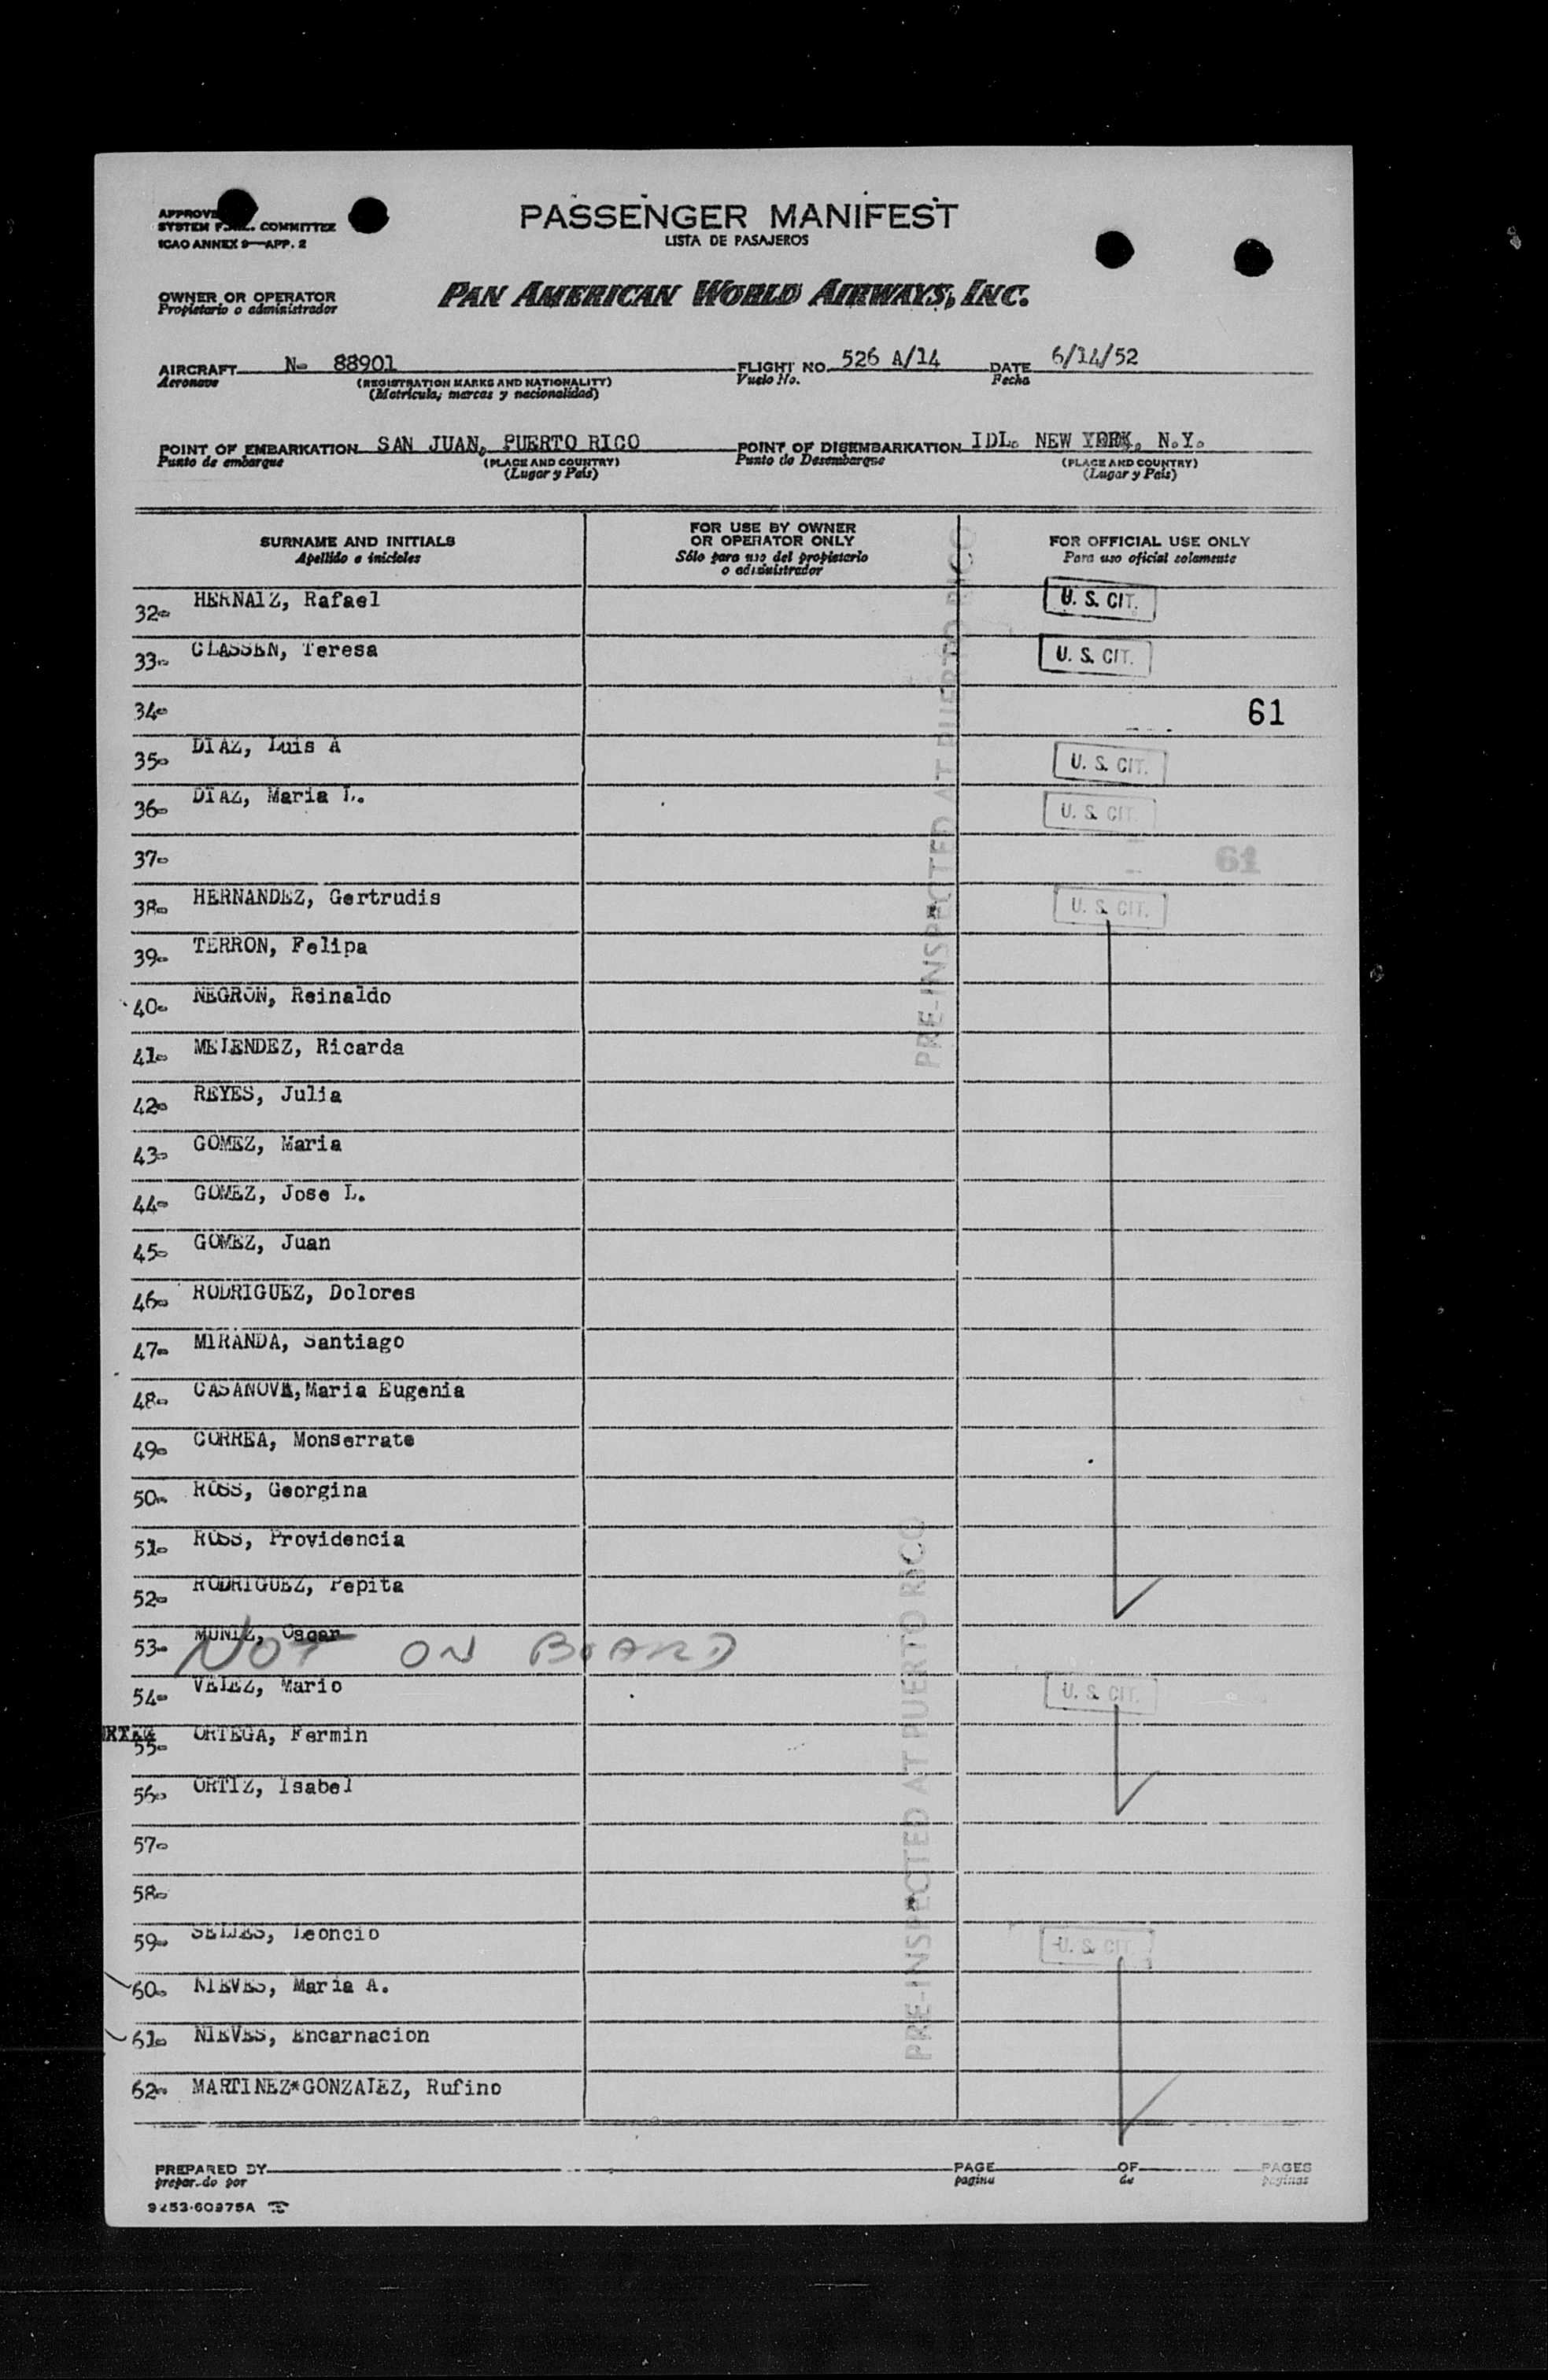 PASSENGER MANIFEST
LISTA DE PASAJEROS
SYSTEM COMMITTEE
ICAO ANNEX 9—APP. 2
OWNER OR OPERATOR
Propietario o administrador
PAN AMERICAN WORLD AIRWAYS, INC.
AIRCRAFT N- 88901 FLIGHT NO. 526 A/14 DATE 6/14/52
Aeronave (REGISTRATION MARKS AND NATIONALITY) Vuelo No. Fecha
(Matricula; marcas y nacionalidad)
POINT OF EMBARKATION SAN JUAN, PUERTO RICO POINT OF DISEMBARKATION IDL. NEW YORK, N.Y.
Punto de embarque (PLACE AND COUNTRY) Punto de Desembarque (PLACE AND COUNTRY)
(Lugar y País) (Lugar y País)
SURNAME AND INITIALS FOR USE BY OWNER OR OPERATOR ONLY FOR OFFICIAL USE ONLY
Apellido e iniciales Sólo para uso del propietario o administrador Para uso oficial solamente
32- HERNAIZ, Rafael U. S. CIT.
33- CLASSEN, Teresa U. S. CIT.
34- 61
35- DIAZ, Luis A U. S. CIT.
36- DIAZ, Maria L. U. S. CIT.
37- 61
38- HERNANDEZ, Gertrudis U. S. CIT.
39- TERRON, Felipa
40- NEGRON, Reinaldo
41- MELENDEZ, Ricarda
42- REYES, Julia
43- GOMEZ, Maria
44- GOMEZ, Jose L.
45- GOMEZ, Juan
46- RODRIGUEZ, Dolores
47- MIRANDA, Santiago
48- CASANOVA, Maria Eugenia
49- CORREA, Monserrate
50- ROSS, Georgina
51- ROSS, Providencia
52- RODRIGUEZ, Pepita
53- MUNIZ, Oscar NOT ON BOARD
54- VELEZ, Mario U. S. CIT.
55- ORTEGA, Fermin
56- ORTIZ, Isabel
57-
58-
59- Leoncio U. S. CIT.
60- NIEVES, Maria A.
61- NIEVES, Encarnacion
62- MARTINEZ*GONZALEZ, Rufino
PRE-INSPECTED AT PUERTO RICO
PRE-INSPECTED AT PUERTO RICO
PREPARED BY PAGE OF PAGES
por pagina de paginas
9253-60975A